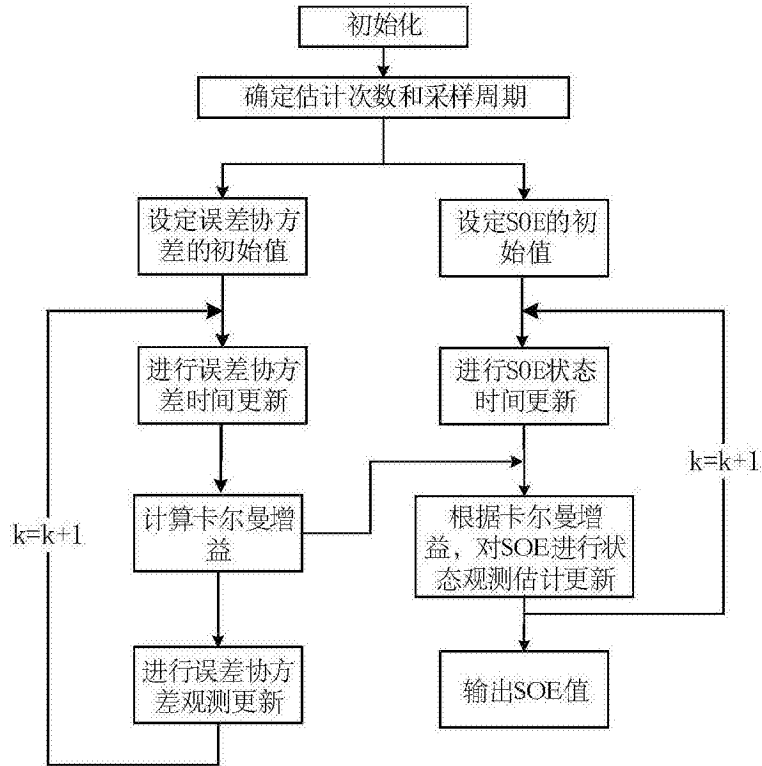 初始化
确定估计次数和采样周期
设定误差协方
差的初始值
设定SOE的初
始值
进行误差协方
差时间更新
进行SOE状态
时间更新
k=k+1
计算卡尔曼增
益
根据卡尔曼增
益，对SOE进行状
态观测估计更新
k=k+1
进行误差协方
差观测更新
输出SOE值